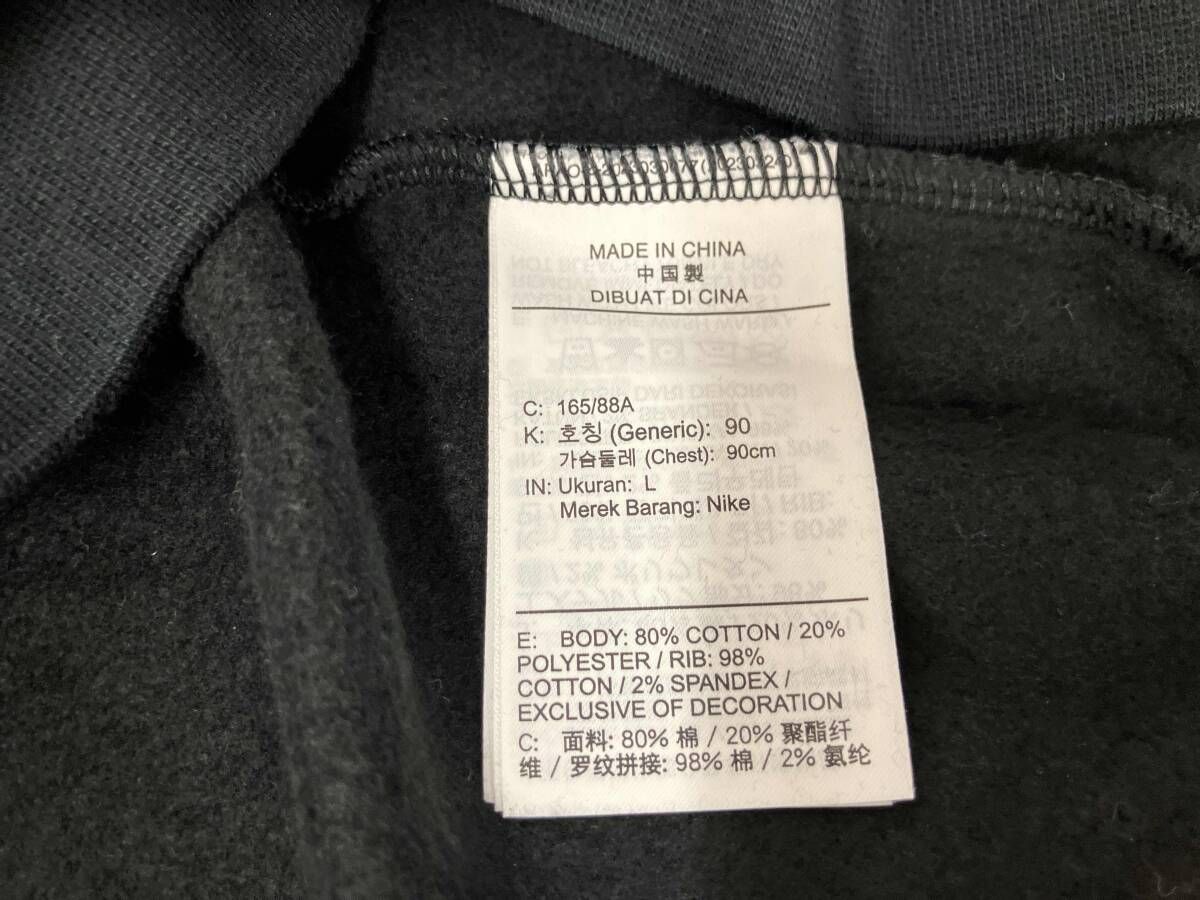 MADE IN CHINA
中国製
DIBUAT DI CINA
C: 165/88A
K: 호칭 (Generic): 90
가슴둘레 (Chest): 90cm
IN: Ukuran: L
Merek Barang: Nike
E: BODY: 80% COTTON / 20%
POLYESTER / RIB: 98%
COTTON / 2% SPANDEX /
EXCLUSIVE OF DECORATION
C: 面料: 80% 棉 / 20% 聚酯纤
维 / 罗纹拼接: 98% 棉 / 2% 氨纶